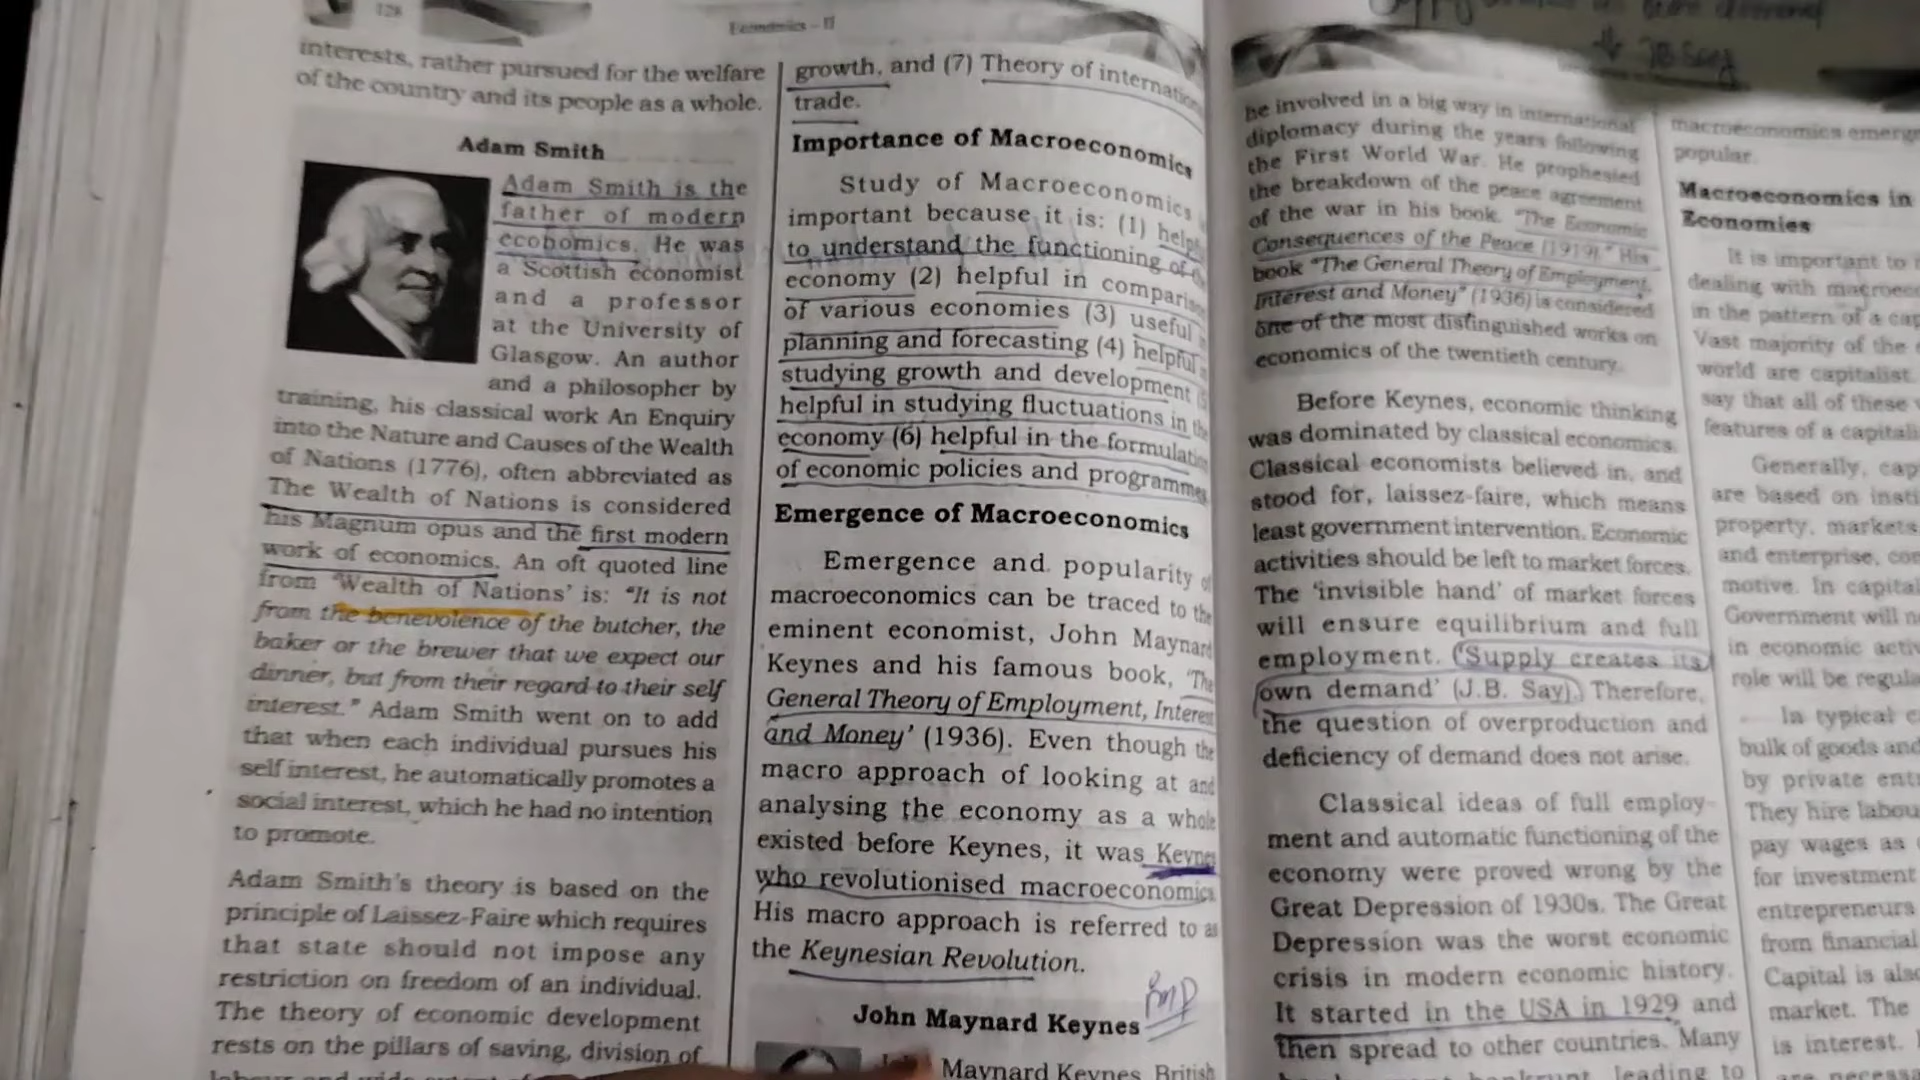 128
Economics - II
interests, rather pursued for the welfare
of the country and its people as a whole.
Adam Smith
Adam Smith is the
father of modern
economics. He was
a Scottish economist
and a professor
at the University of
Glasgow. An author
and a philosopher by
training, his classical work An Enquiry
into the Nature and Causes of the Wealth
of Nations (1776), often abbreviated as
The Wealth of Nations is considered
his Magnum opus and the first modern
work of economics. An oft quoted line
from 'Wealth of Nations' is: "It is not
from the benevolence of the butcher, the
baker or the brewer that we expect our
dinner, but from their regard to their self
interest." Adam Smith went on to add
that when each individual pursues his
self interest, he automatically promotes a
social interest, which he had no intention
to promote.
Adam Smith's theory is based on the
principle of Laissez-Faire which requires
that state should not impose any
restriction on freedom of an individual.
The theory of economic development
rests on the pillars of saving, division of
growth, and (7) Theory of internation
trade.
Importance of Macroeconomics
Study of Macroeconomics
important because it is: (1) help
to understand the functioning of the
economy (2) helpful in comparis
of various economies (3) useful
planning and forecasting (4) helpful
studying growth and development
helpful in studying fluctuations in the
economy (6) helpful in the formulati
of economic policies and programmes
Emergence of Macroeconomics
Emergence and popularity of
macroeconomics can be traced to the
eminent economist, John Maynard
Keynes and his famous book, 'The
General Theory of Employment, Interest
and Money' (1936). Even though the
macro approach of looking at and
analysing the economy as a whole
existed before Keynes, it was Keynes
who revolutionised macroeconomics
His macro approach is referred to as
the Keynesian Revolution.
John Maynard Keynes
Maynard Keynes, British
JB Say
he involved in a big way in international
diplomacy during the years following
the First World War. He prophesied
the breakdown of the peace agreement
of the war in his book. "The Economic
Consequences of the Peace (1919)." His
book "The General Theory of Employment,
Interest and Money" (1936) is considered
one of the most distinguished works on
economics of the twentieth century.
Before Keynes, economic thinking
was dominated by classical economics.
Classical economists believed in, and
stood for, laissez-faire, which means
least government intervention. Economic
activities should be left to market forces.
The 'invisible hand' of market forces
will ensure equilibrium and full
employment. 'Supply creates its
own demand' (J.B. Say). Therefore,
the question of overproduction and
deficiency of demand does not arise.
Classical ideas of full employ-
ment and automatic functioning of the
economy were proved wrong by the
Great Depression of 1930s. The Great
Depression was the worst economic
crisis in modern economic history.
It started in the USA in 1929 and
then spread to other countries. Many
bankrupt, leading to
macroeconomics emerg
popular.
Macroeconomics in
Economies
It is important to
dealing with macroec
in the pattern of a cap
Vast majority of the
world are capitalist.
say that all of these
features of a capitali
Generally, cap
are based on insti
property, markets
and enterprise, com
motive. In capital
Government will no
in economic activ
role will be regula
In typical c
bulk of goods and
by private ent
They hire labou
pay wages as
for investment
entrepreneurs
from financial
Capital is also
market. The
is interest.